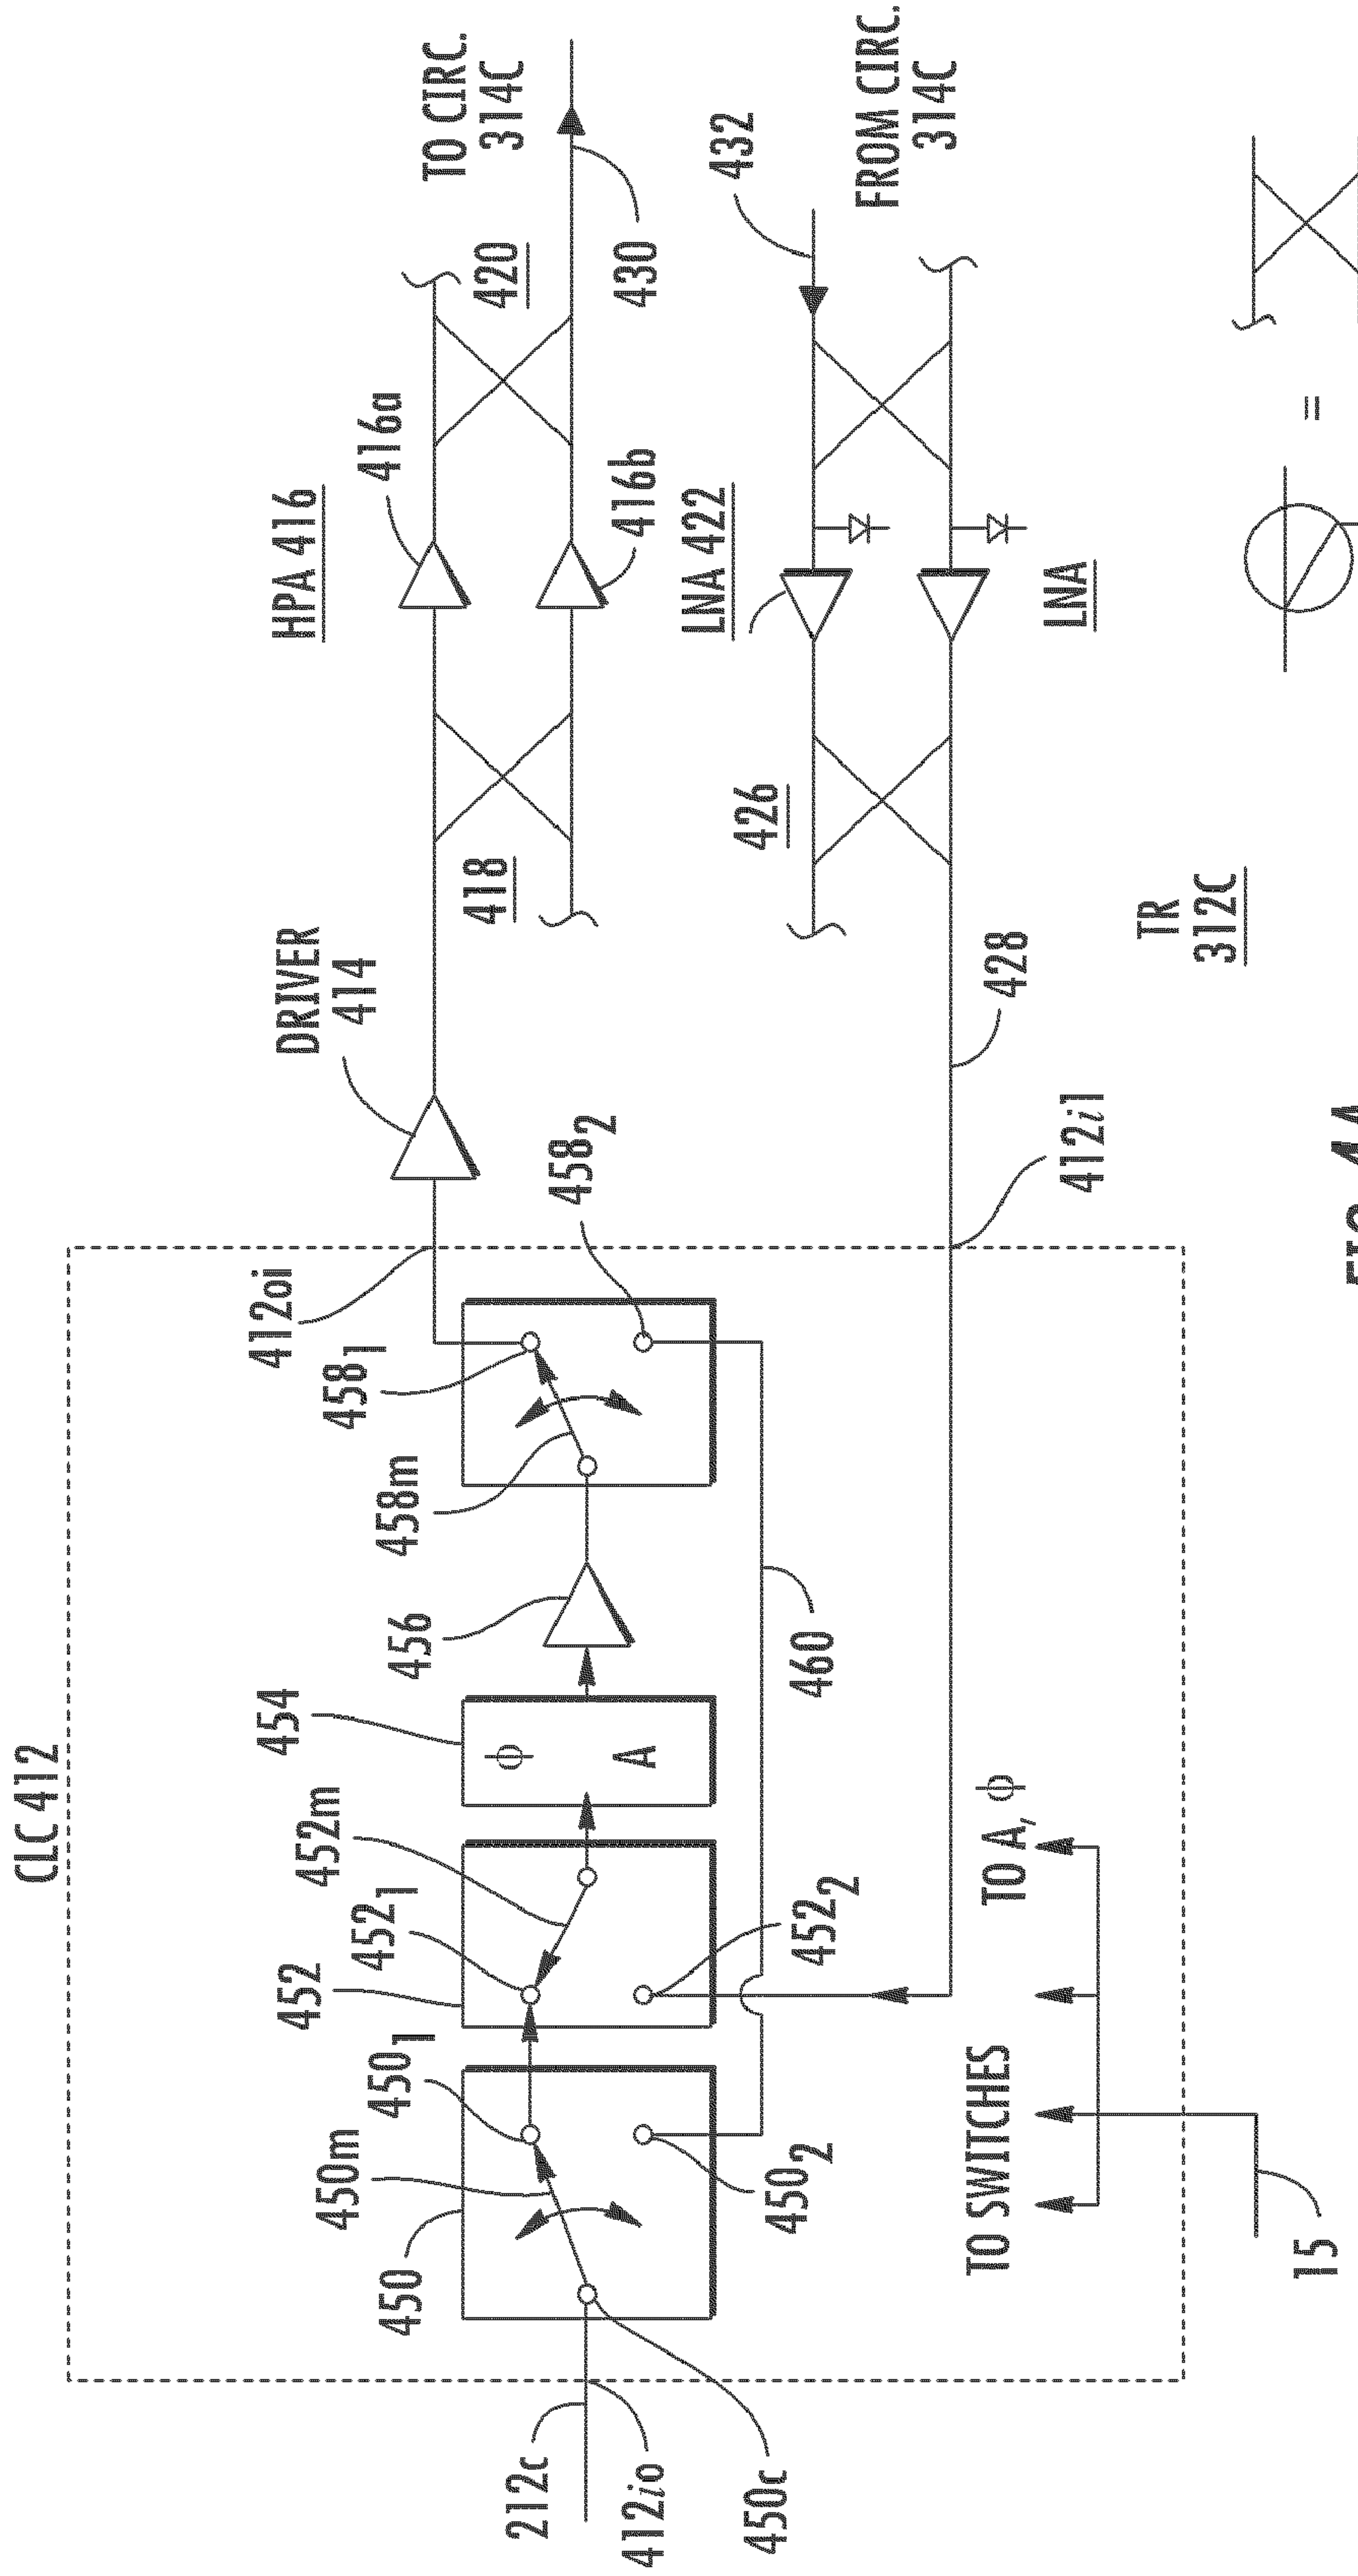 CLC 412
212c
412io
450c
450
450m
450₁
450₂
452
452₁
452m
452₂
454
ϕ
A
456
458m
458₁
458₂
460
412oi
DRIVER
414
418
HPA 416
416a
416b
420
TO CIRC.
314C
430
432
FROM CIRC.
314C
LNA 422
LNA
426
428
412i1
TO SWITCHES
TO A, ϕ
15
TR
312C
=